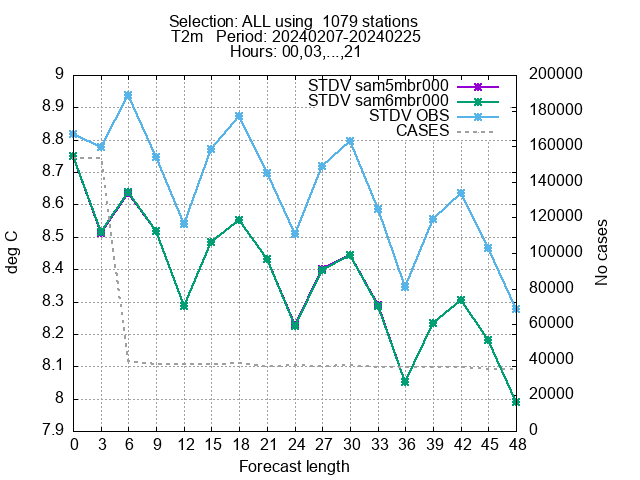 Selection: ALL using  1079 stations
T2m   Period: 20240207-20240225
Hours: 00,03,...,21
STDV sam5mbr000
STDV sam6mbr000
STDV OBS
CASES
deg C
9
8.9
8.8
8.7
8.6
8.5
8.4
8.3
8.2
8.1
8
7.9
200000
180000
160000
140000
120000
100000
80000
60000
40000
20000
0
No cases
0 3 6 9 12 15 18 21 24 27 30 33 36 39 42 45 48
Forecast length